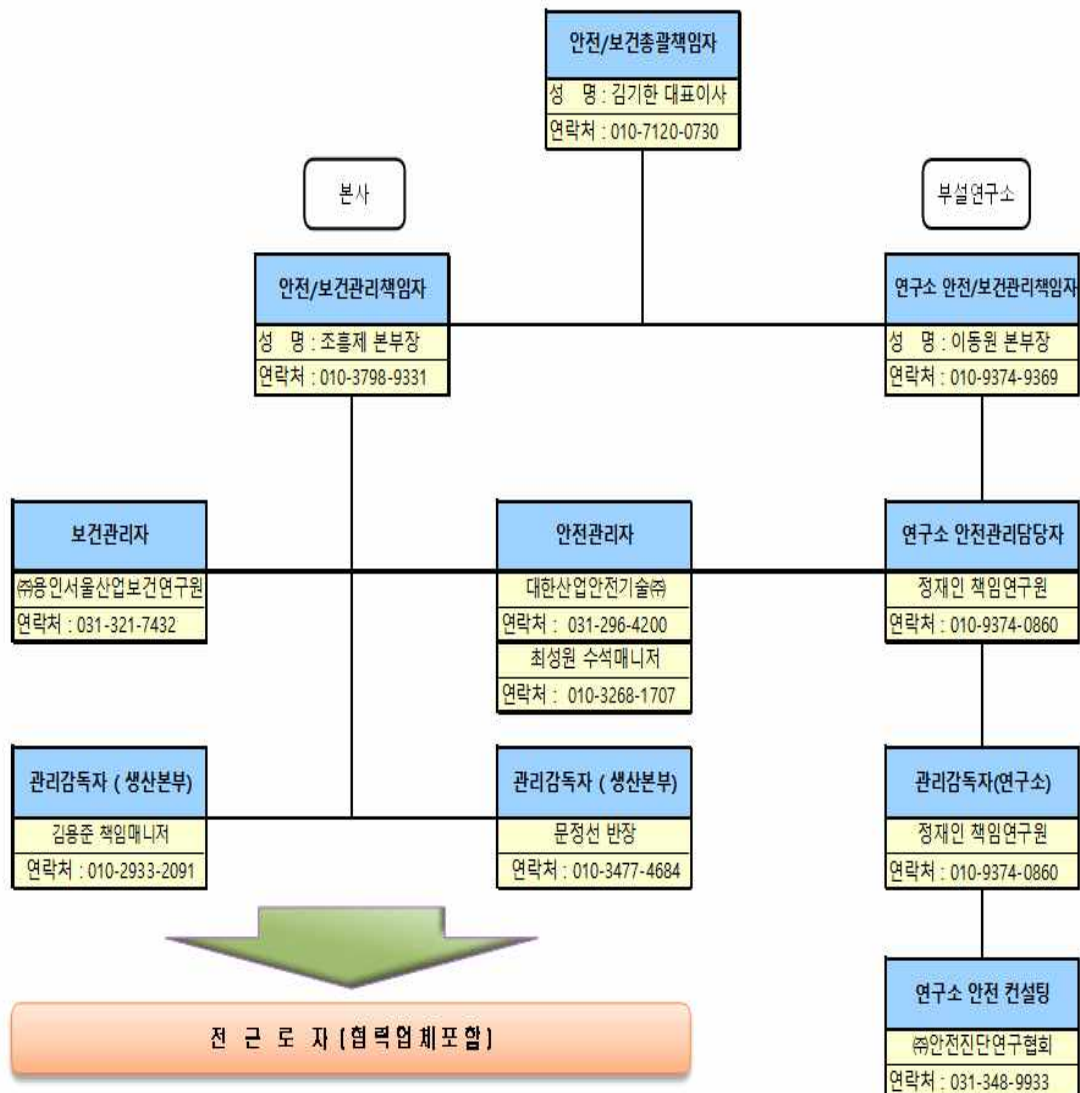 안전/보건총괄책임자
성 명 : 김기한 대표이사
연락처 : 010-7120-0730
본사
부설연구소
안전/보건관리책임자
성 명 : 조흥제 본부장
연락처 : 010-3798-9331
연구소 안전/보건관리책임자
성 명 : 이동원 본부장
연락처 : 010-9374-9369
보건관리자
㈜용인서울산업보건연구원
연락처 : 031-321-7432
안전관리자
대한산업안전기술㈜
연락처 : 031-296-4200
최성원 수석매니저
연락처 : 010-3268-1707
연구소 안전관리담당자
정재인 책임연구원
연락처 : 010-9374-0860
관리감독자 ( 생산본부)
김용준 책임매니저
연락처 : 010-2933-2091
관리감독자 ( 생산본부)
문정선 반장
연락처 : 010-3477-4684
관리감독자(연구소)
정재인 책임연구원
연락처 : 010-9374-0860
전 근 로 자 (협력업체포함)
연구소 안전 컨설팅
㈜안전진단연구협회
연락처 : 031-348-9933